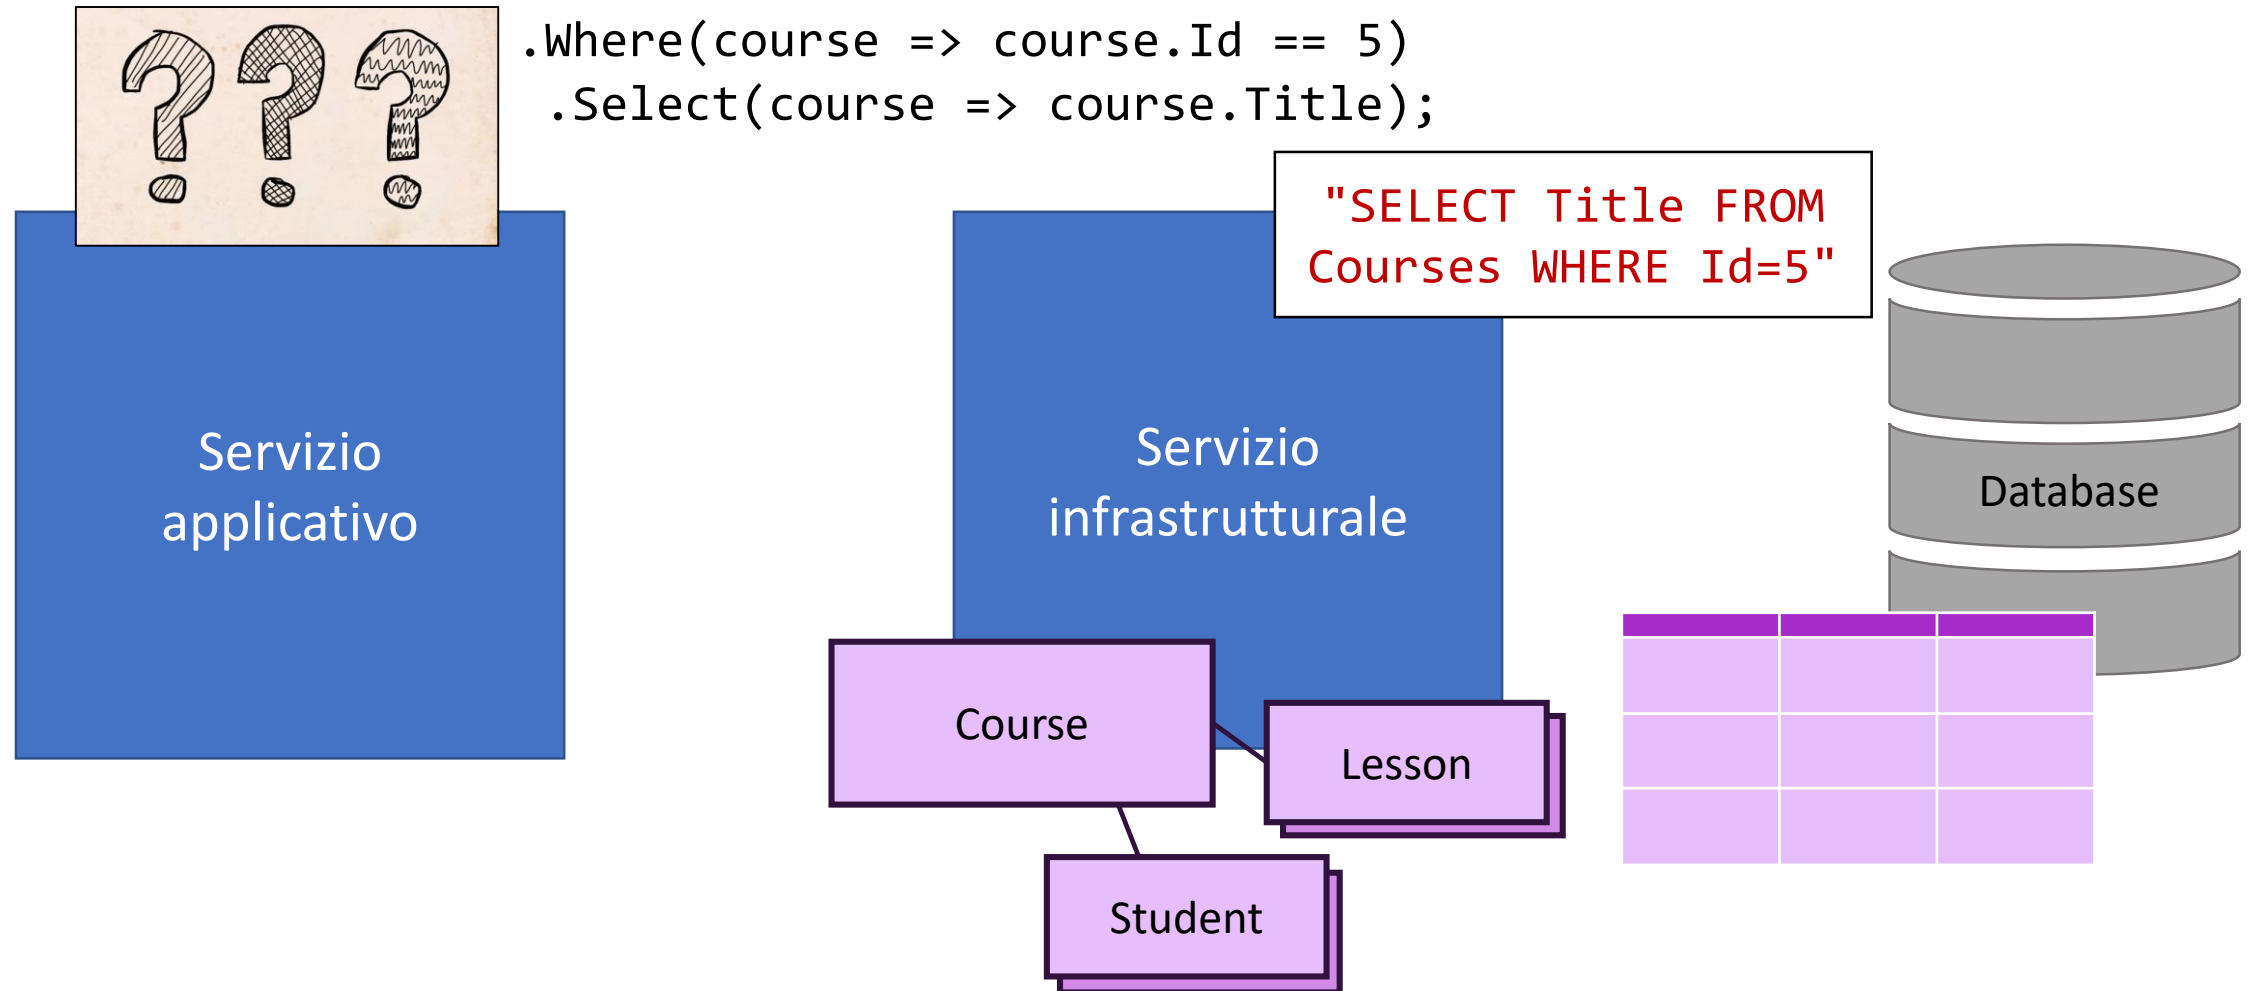 .Where(course => course.Id == 5)
.Select(course => course.Title);
"SELECT Title FROM
Courses WHERE Id=5"
Servizio
applicativo
Servizio
infrastrutturale
Database
Course
Lesson
Student